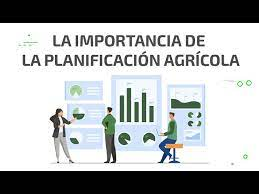 LA IMPORTANCIA DE
LA PLANIFICACIÓN AGRÍCOLA